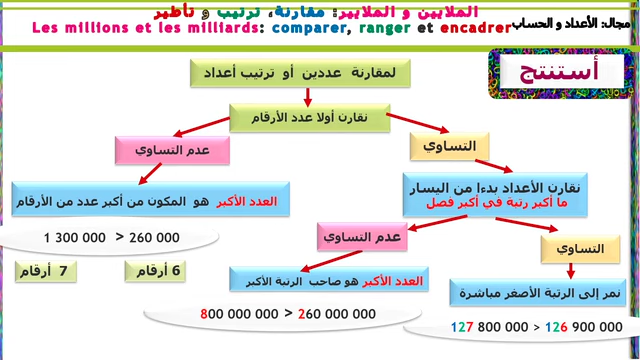 الملايين و الملايير: مقارنة، ترتيب و تأطير
مجال: الأعداد و الحساب
Les millions et les milliards: comparer, ranger et encadrer
أستنتج
لمقارنة عددين أو ترتيب أعداد
نقارن أولا عدد الأرقام
التساوي
عدم التساوي
نقارن الأعداد بدءا من اليسار
ما أكبر رتبة في أكبر فصل
العدد الأكبر هو المكون من أكبر عدد من الأرقام
1 300 000 > 260 000
6 أرقام
7 أرقام
عدم التساوي
التساوي
العدد الأكبر هو صاحب الرتبة الأكبر
نمر إلى الرتبة الأصغر مباشرة
800 000 000 > 260 000 000
127 800 000 > 126 900 000